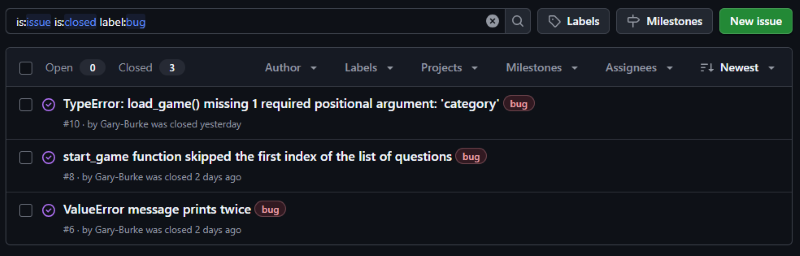 is:issue is:closed label:bug
Labels
Milestones
New issue
Open 0 Closed 3 Author Labels Projects Milestones Assignees Newest
TypeError: load_game() missing 1 required positional argument: 'category' bug
#10 · by Gary-Burke was closed yesterday
start_game function skipped the first index of the list of questions bug
#8 · by Gary-Burke was closed 2 days ago
ValueError message prints twice bug
#6 · by Gary-Burke was closed 2 days ago